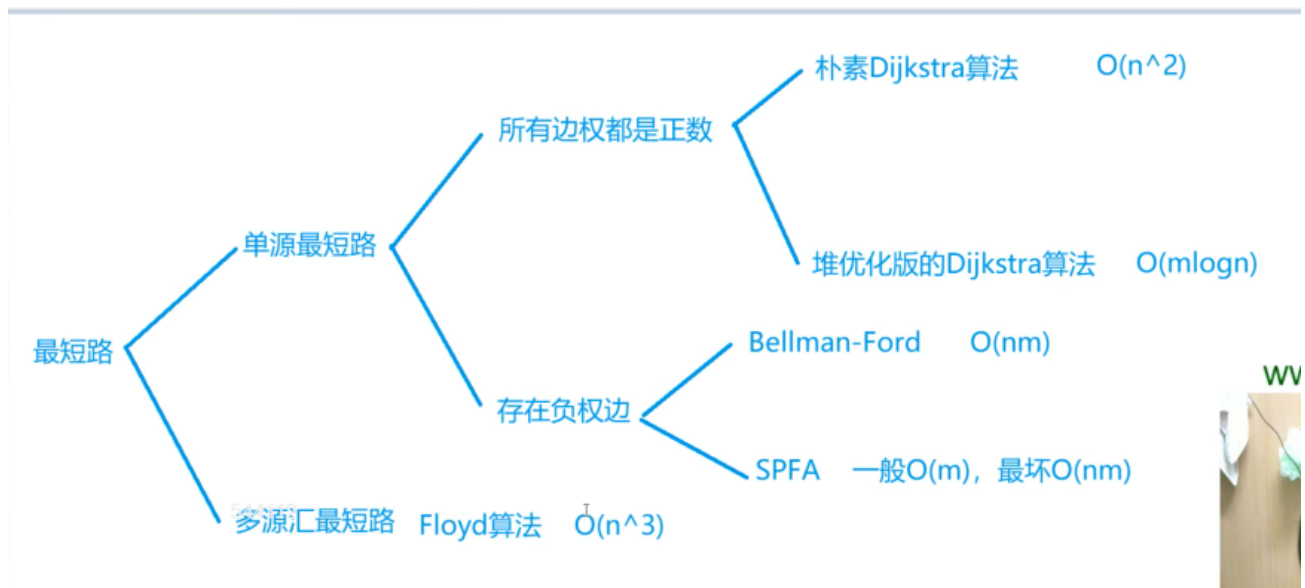 朴素Dijkstra算法 O(n^2)
所有边权都是正数
单源最短路
堆优化版的Dijkstra算法 O(mlogn)
最短路
Bellman-Ford O(nm)
存在负权边
SPFA 一般O(m)，最坏O(nm)
多源汇最短路 Floyd算法 O(n^3)